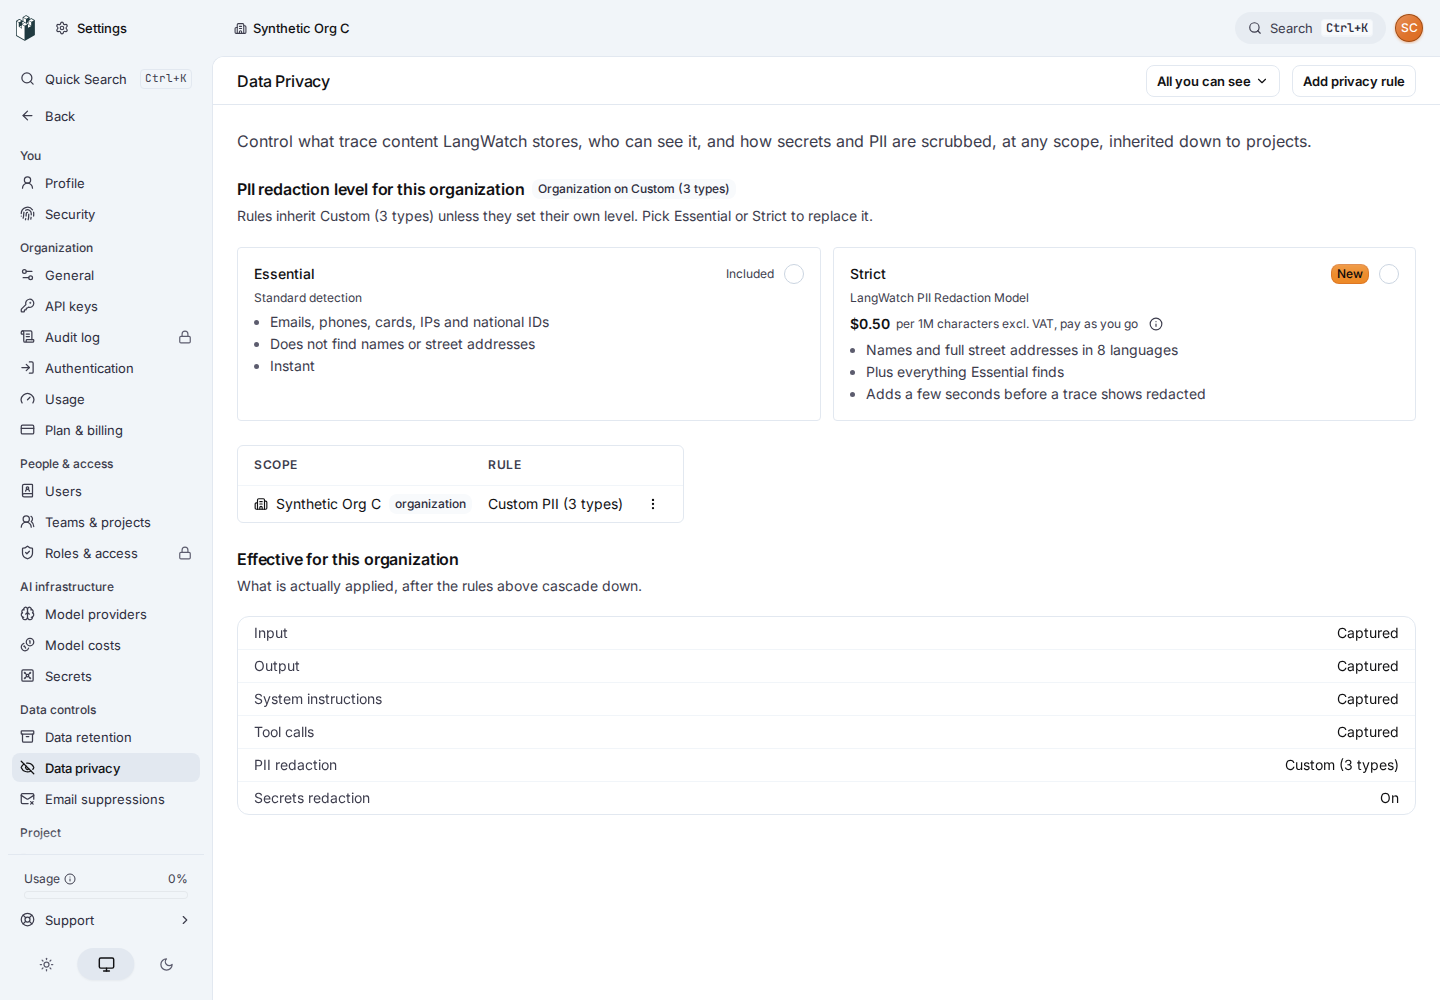 Settings
Synthetic Org C
Search Ctrl+K
SC
Quick Search Ctrl+K
Back
You
Profile
Security
Organization
General
API keys
Audit log
Authentication
Usage
Plan & billing
People & access
Users
Teams & projects
Roles & access
AI infrastructure
Model providers
Model costs
Secrets
Data controls
Data retention
Data privacy
Email suppressions
Project
Usage 0%
Support
Data Privacy
All you can see
Add privacy rule
Control what trace content LangWatch stores, who can see it, and how secrets and PII are scrubbed, at any scope, inherited down to projects.
PII redaction level for this organization Organization on Custom (3 types)
Rules inherit Custom (3 types) unless they set their own level. Pick Essential or Strict to replace it.
Essential Included
Standard detection
Emails, phones, cards, IPs and national IDs
Does not find names or street addresses
Instant
Strict New
LangWatch PII Redaction Model
$0.50 per 1M characters excl. VAT, pay as you go
Names and full street addresses in 8 languages
Plus everything Essential finds
Adds a few seconds before a trace shows redacted
SCOPE RULE
Synthetic Org C organization Custom PII (3 types)
Effective for this organization
What is actually applied, after the rules above cascade down.
Input Captured
Output Captured
System instructions Captured
Tool calls Captured
PII redaction Custom (3 types)
Secrets redaction On